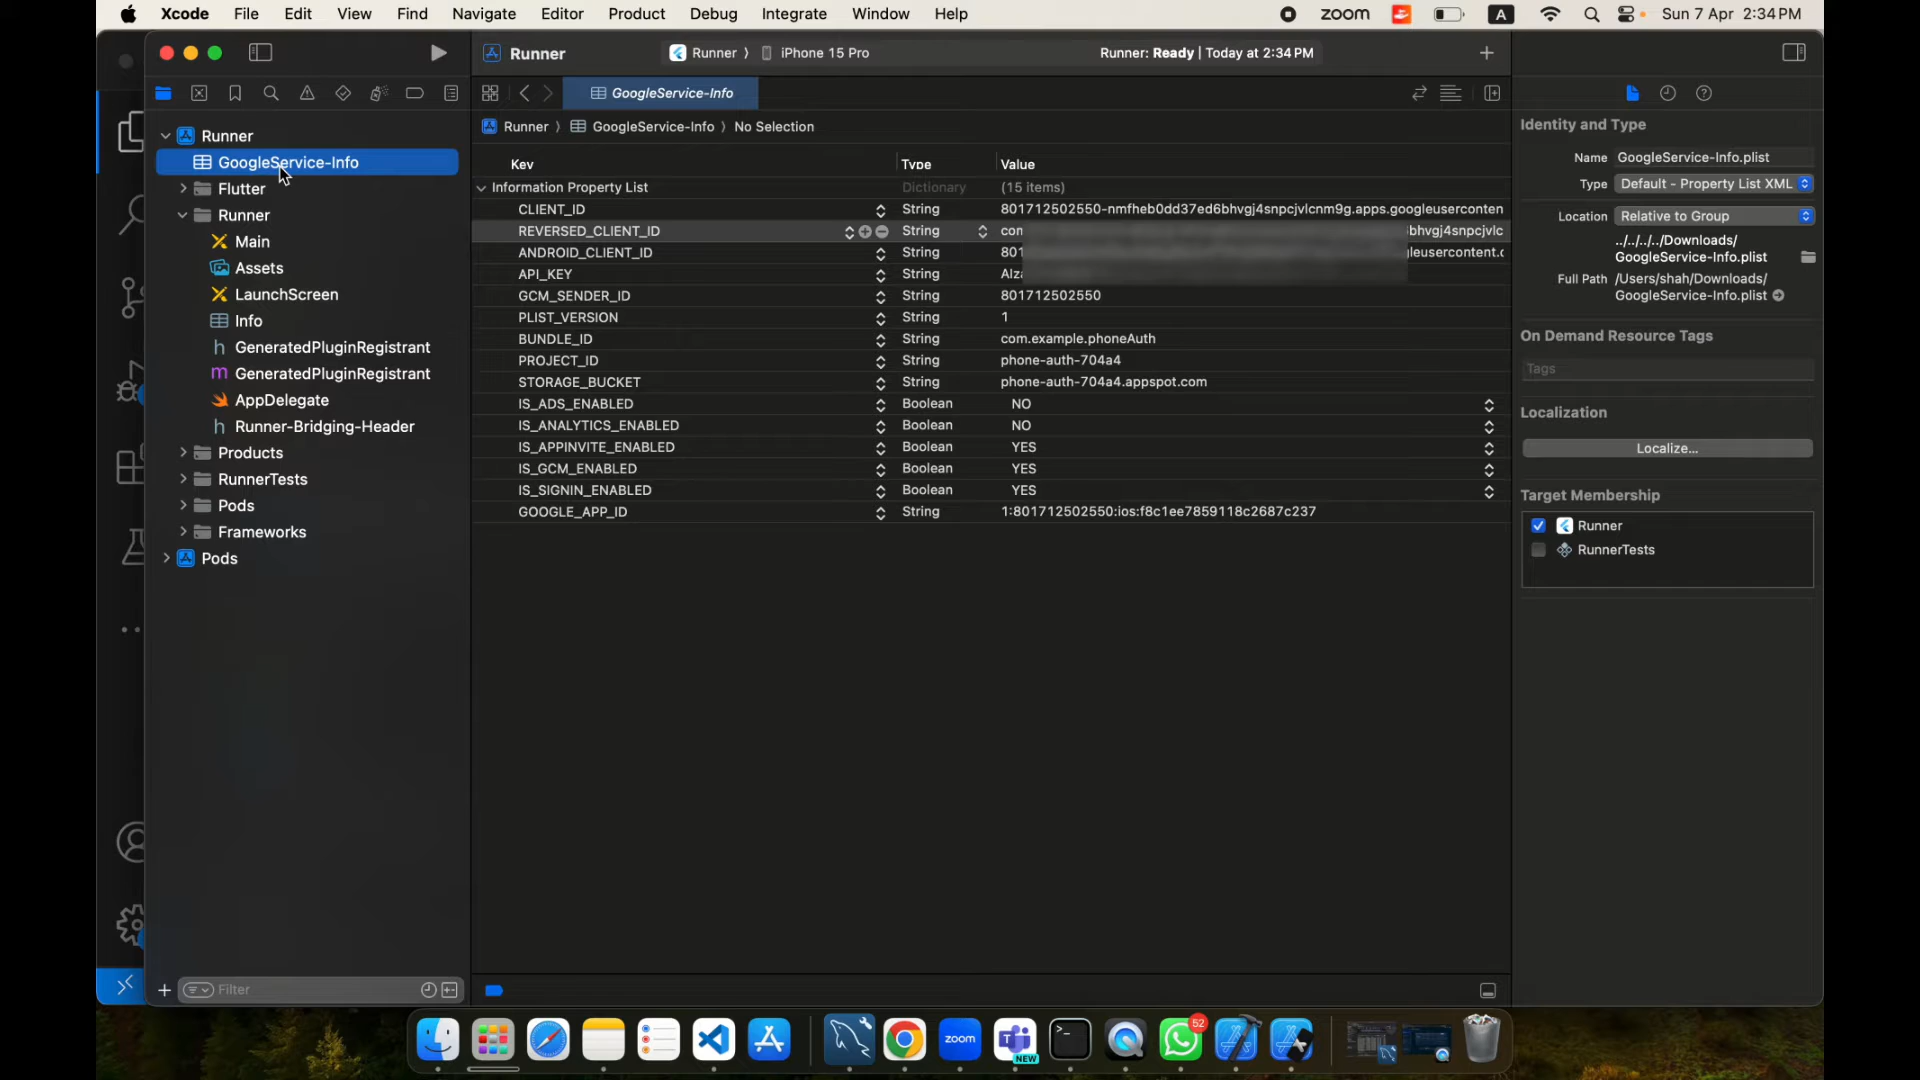 Xcode File Edit View Find Navigate Editor Product Debug Integrate Window Help zoom A Sun 7 Apr 2:34 PM
Runner Runner 〉 iPhone 15 Pro Runner: Ready | Today at 2:34 PM
GoogleService-Info
Runner 〉 GoogleService-Info 〉 No Selection
Key Type Value
Information Property List Dictionary (15 items)
CLIENT_ID String 801712502550-nmfheb0dd37ed6bhvgj4snpcjvlcnm9g.apps.googleuserconten
REVERSED_CLIENT_ID String com bhvgj4snpcjvlc
ANDROID_CLIENT_ID String 801 gleusercontent.c
API_KEY String AIza
GCM_SENDER_ID String 801712502550
PLIST_VERSION String 1
BUNDLE_ID String com.example.phoneAuth
PROJECT_ID String phone-auth-704a4
STORAGE_BUCKET String phone-auth-704a4.appspot.com
IS_ADS_ENABLED Boolean NO
IS_ANALYTICS_ENABLED Boolean NO
IS_APPINVITE_ENABLED Boolean YES
IS_GCM_ENABLED Boolean YES
IS_SIGNIN_ENABLED Boolean YES
GOOGLE_APP_ID String 1:801712502550:ios:f8c1ee7859118c2687c237
Runner
GoogleService-Info
Flutter
Runner
Main
Assets
LaunchScreen
Info
h GeneratedPluginRegistrant
m GeneratedPluginRegistrant
AppDelegate
h Runner-Bridging-Header
Products
RunnerTests
Pods
Frameworks
Pods
Filter
Identity and Type
Name GoogleService-Info.plist
Type Default - Property List XML
Location Relative to Group
../../../../Downloads/
GoogleService-Info.plist
Full Path /Users/shah/Downloads/
GoogleService-Info.plist
On Demand Resource Tags
Tags
Localization
Localize...
Target Membership
Runner
RunnerTests
zoom
NEW
52